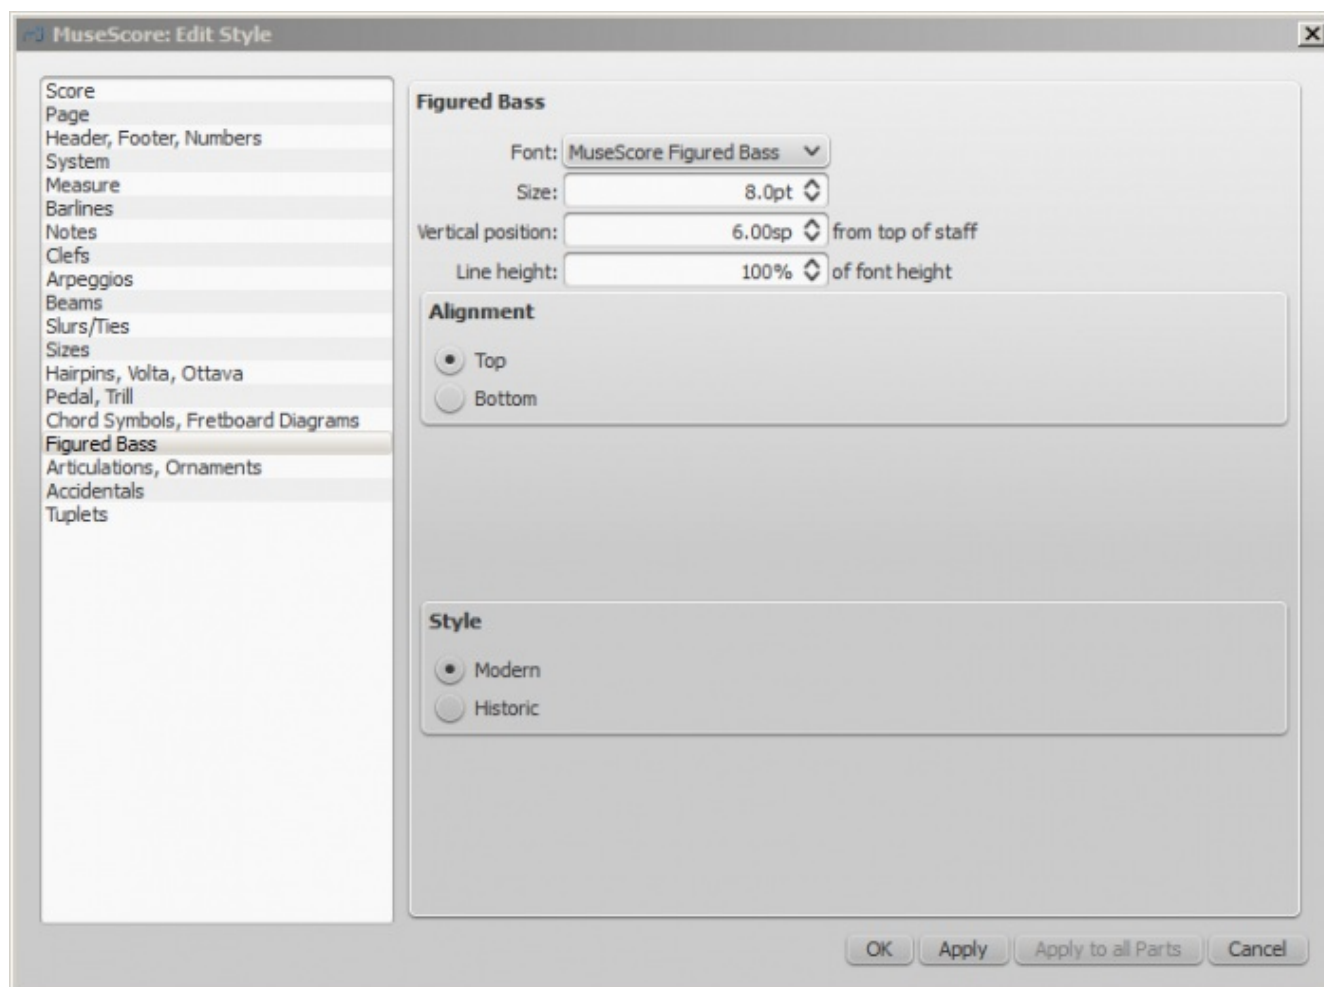 MuseScore: Edit Style
Score
Page
Header, Footer, Numbers
System
Measure
Barlines
Notes
Clefs
Arpeggios
Beams
Slurs/Ties
Sizes
Hairpins, Volta, Ottava
Pedal, Trill
Chord Symbols, Fretboard Diagrams
Figured Bass
Articulations, Ornaments
Accidentals
Tuplets
Figured Bass
Font: MuseScore Figured Bass
Size: 8.0pt
Vertical position: 6.00sp from top of staff
Line height: 100% of font height
Alignment
Top
Bottom
Style
Modern
Historic
OK Apply Apply to all Parts Cancel